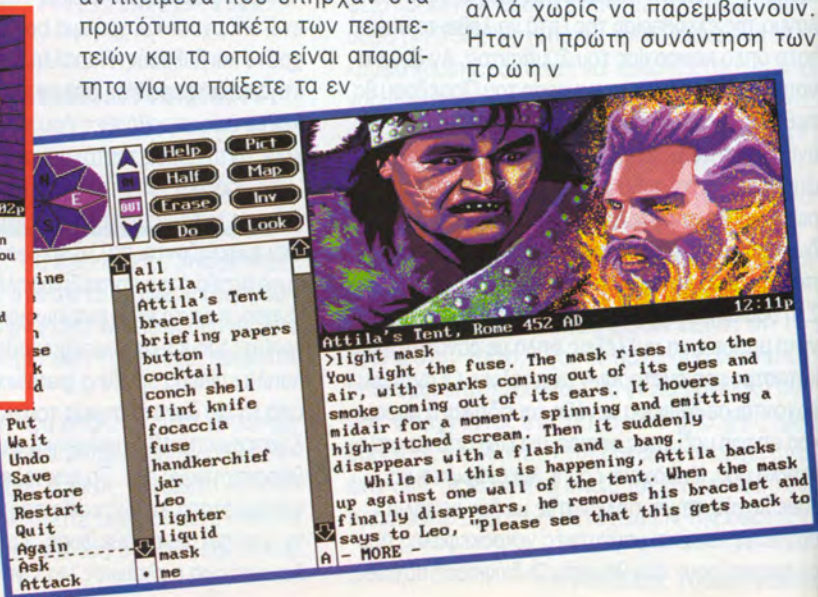 πρωτότυπα πακέτα των περιπε-
τειών και τα οποία είναι απαραί-
τητα για να παίξετε τα εν
αλλά χωρίς να παρεμβαίνουν.
Ήταν η πρώτη συνάντηση των
πρώην
02p
n
ou
ine
d
se
k
d
Put
Wait
Undo
Save
Restore
Restart
Quit
Again
Ask
Attack
N
E
S
IN
OUT
Help
Half
Erase
Do
Pict
Map
Inv
Look
all
Attila
Attila's Tent
bracelet
briefing papers
button
cocktail
conch shell
flint knife
focaccia
fuse
handkerchief
jar
Leo
lighter
liquid
mask
• me
Attila's Tent, Rome 452 AD
12:11p
>light mask
You light the fuse. The mask rises into the
air, with sparks coming out of its eyes and
smoke coming out of its ears. It hovers in
midair for a moment, spinning and emitting a
high-pitched scream. Then it suddenly
disappears with a flash and a bang.
While all this is happening, Attila backs
up against one wall of the tent. When the mask
finally disappears, he removes his bracelet and
says to Leo, "Please see that this gets back to
A - MORE -